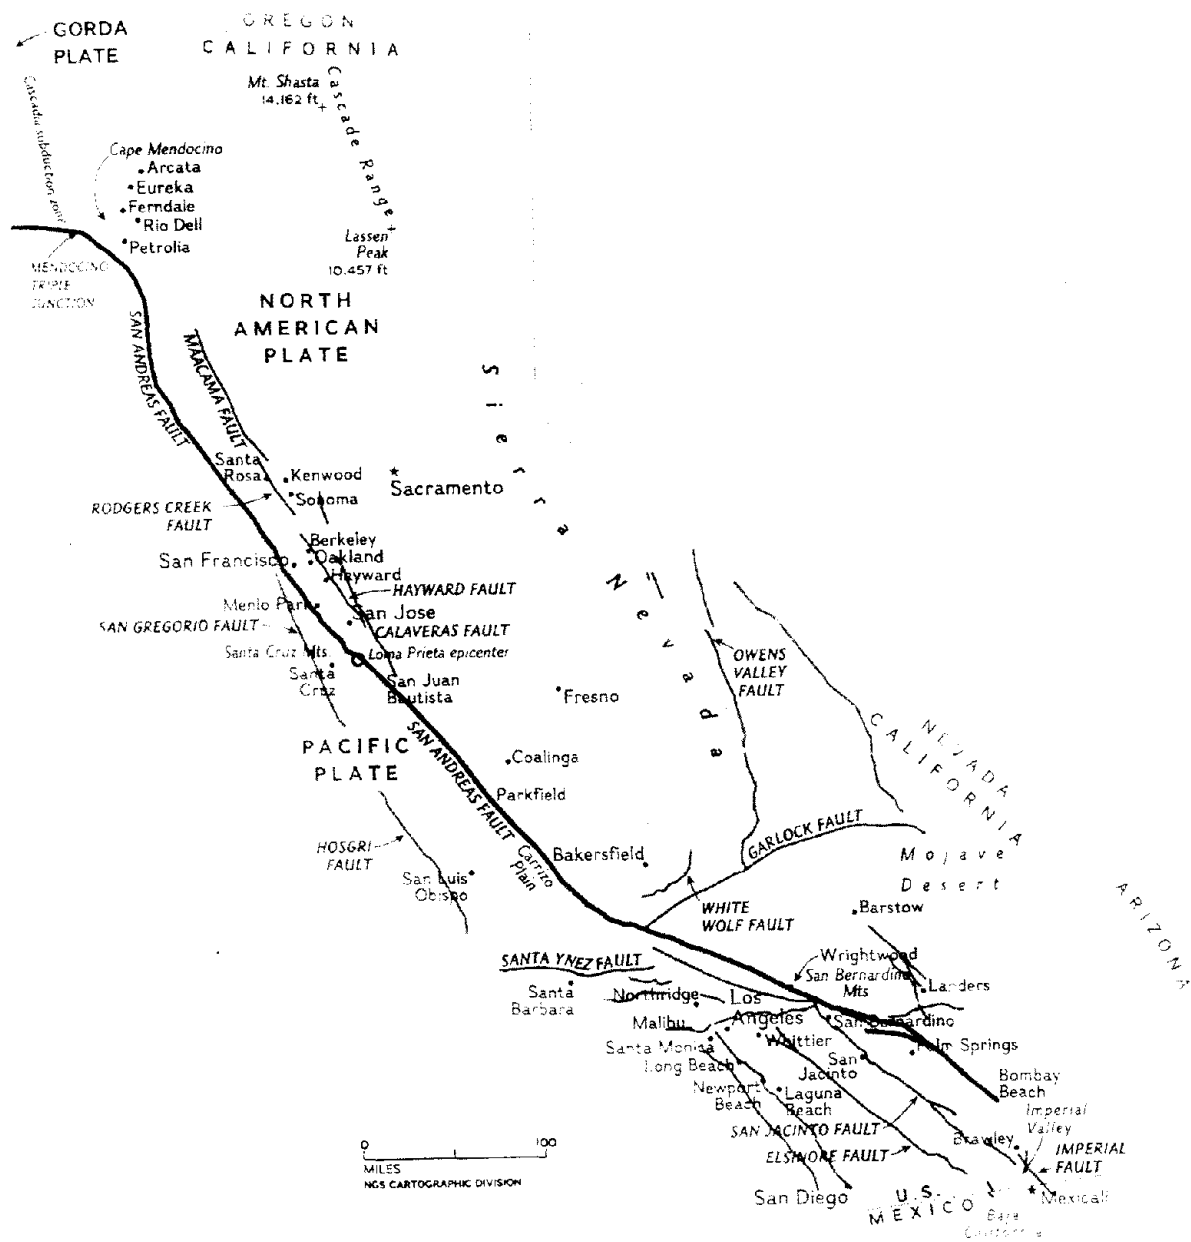 GORDA
PLATE
OREGON
CALIFORNIA
Mt. Shasta
14,162 ft
Cascade Range
Cascadia subduction zone
Cape Mendocino
Arcata
Eureka
Ferndale
Rio Dell
Petrolia
MENDOCINO
TRIPLE
JUNCTION
Lassen
Peak
10,457 ft
NORTH
AMERICAN
PLATE
SAN ANDREAS FAULT
MAACAMA FAULT
Sierra Nevada
Santa
Rosa
Kenwood
Sonoma
Sacramento
RODGERS CREEK
FAULT
Berkeley
Oakland
San Francisco
Hayward
HAYWARD FAULT
Menlo Park
San Jose
SAN GREGORIO FAULT
CALAVERAS FAULT
Santa Cruz Mts.
Loma Prieta epicenter
Santa
Cruz
San Juan
Bautista
Fresno
OWENS
VALLEY
FAULT
NEVADA
CALIFORNIA
PACIFIC
PLATE
SAN ANDREAS FAULT
Coalinga
Parkfield
HOSGRI
FAULT
San Luis
Obispo
Carrizo
Plain
Bakersfield
GARLOCK FAULT
Mojave
Desert
WHITE
WOLF FAULT
Barstow
ARIZONA
SANTA YNEZ FAULT
Wrightwood
San Bernardino
Mts
Santa
Barbara
Northridge
Los
Angeles
Landers
Malibu
San Bernardino
Santa Monica
Whittier
Palm Springs
Long Beach
San
Jacinto
Newport
Beach
Laguna
Beach
Bombay
Beach
Imperial
Valley
SAN JACINTO FAULT
Brawley
ELSINORE FAULT
IMPERIAL
FAULT
San Diego
U.S.
MEXICO
Mexicali
Baja
California
0 100
MILES
NGS CARTOGRAPHIC DIVISION